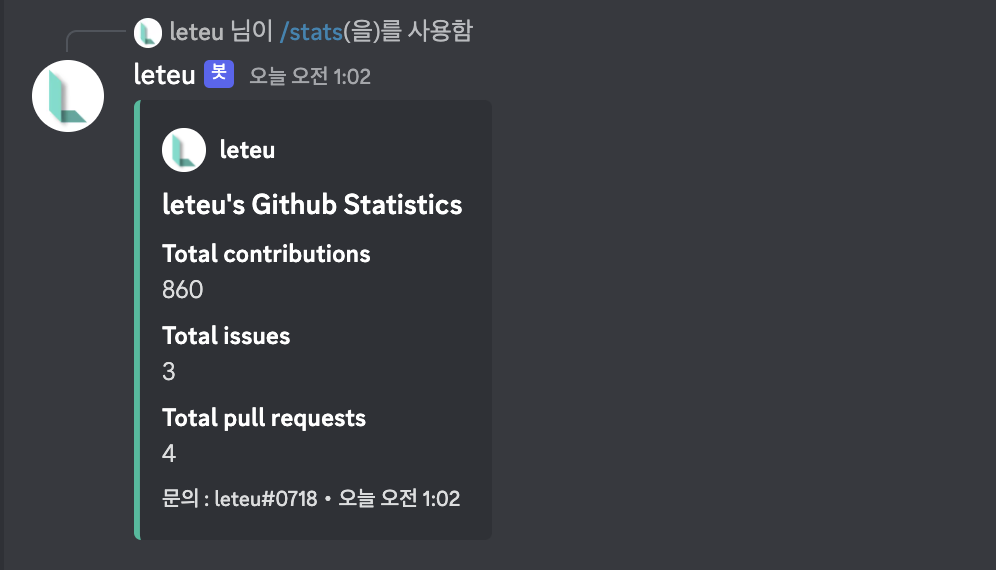 leteu 님이 /stats(을)를 사용함
leteu 봇 오늘 오전 1:02
leteu
leteu's Github Statistics
Total contributions
860
Total issues
3
Total pull requests
4
문의 : leteu#0718 • 오늘 오전 1:02